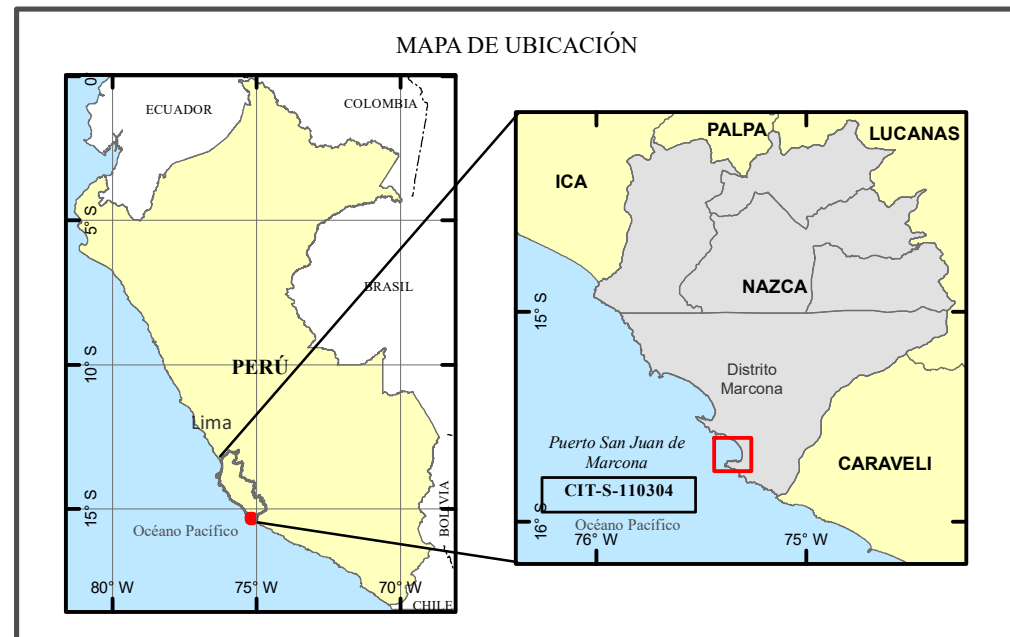 MAPA DE UBICACIÓN
0°
ECUADOR
COLOMBIA
5° S
BRASIL
10° S
PERÚ
Lima
15° S
Océano Pacífico
BOLIVIA
80° W
75° W
70° W
CHILE
PALPA
LUCANAS
ICA
NAZCA
15° S
Distrito
Marcona
Puerto San Juan de
Marcona
CARAVELI
CIT-S-110304
Océano Pacífico
16° S
76° W
75° W